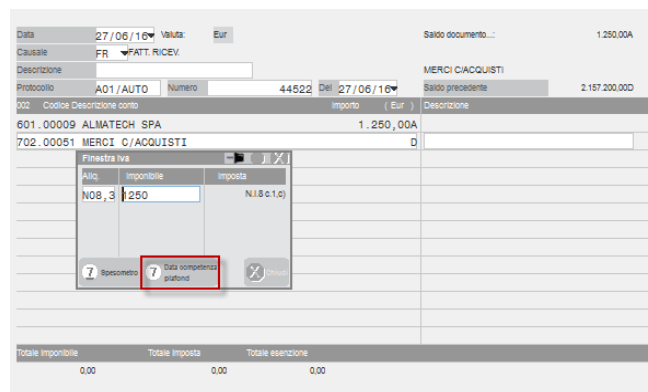 Data 27/06/16 Valuta: Eur Saldo documento...: 1.250,00A
Causale FR FATT. RICEV.
Descrizione MERCI C/ACQUISTI
Protocollo A01/AUTO Numero 44522 Del 27/06/16 Saldo precedente 2.157.200,00D
002 Codice Descrizione conto Importo ( Eur ) Descrizione
601.00009 ALMATECH SPA 1.250,00A
702.00051 MERCI C/ACQUISTI D
Finestra Iva
Aliq. Imponibile Imposta
N08,3 1250 N.I.8 c.1,c)
7 Spesometro 7 Data competenza plafond X Chiudi
Totale imponibile Totale imposta Totale esenzione
0,00 0,00 0,00